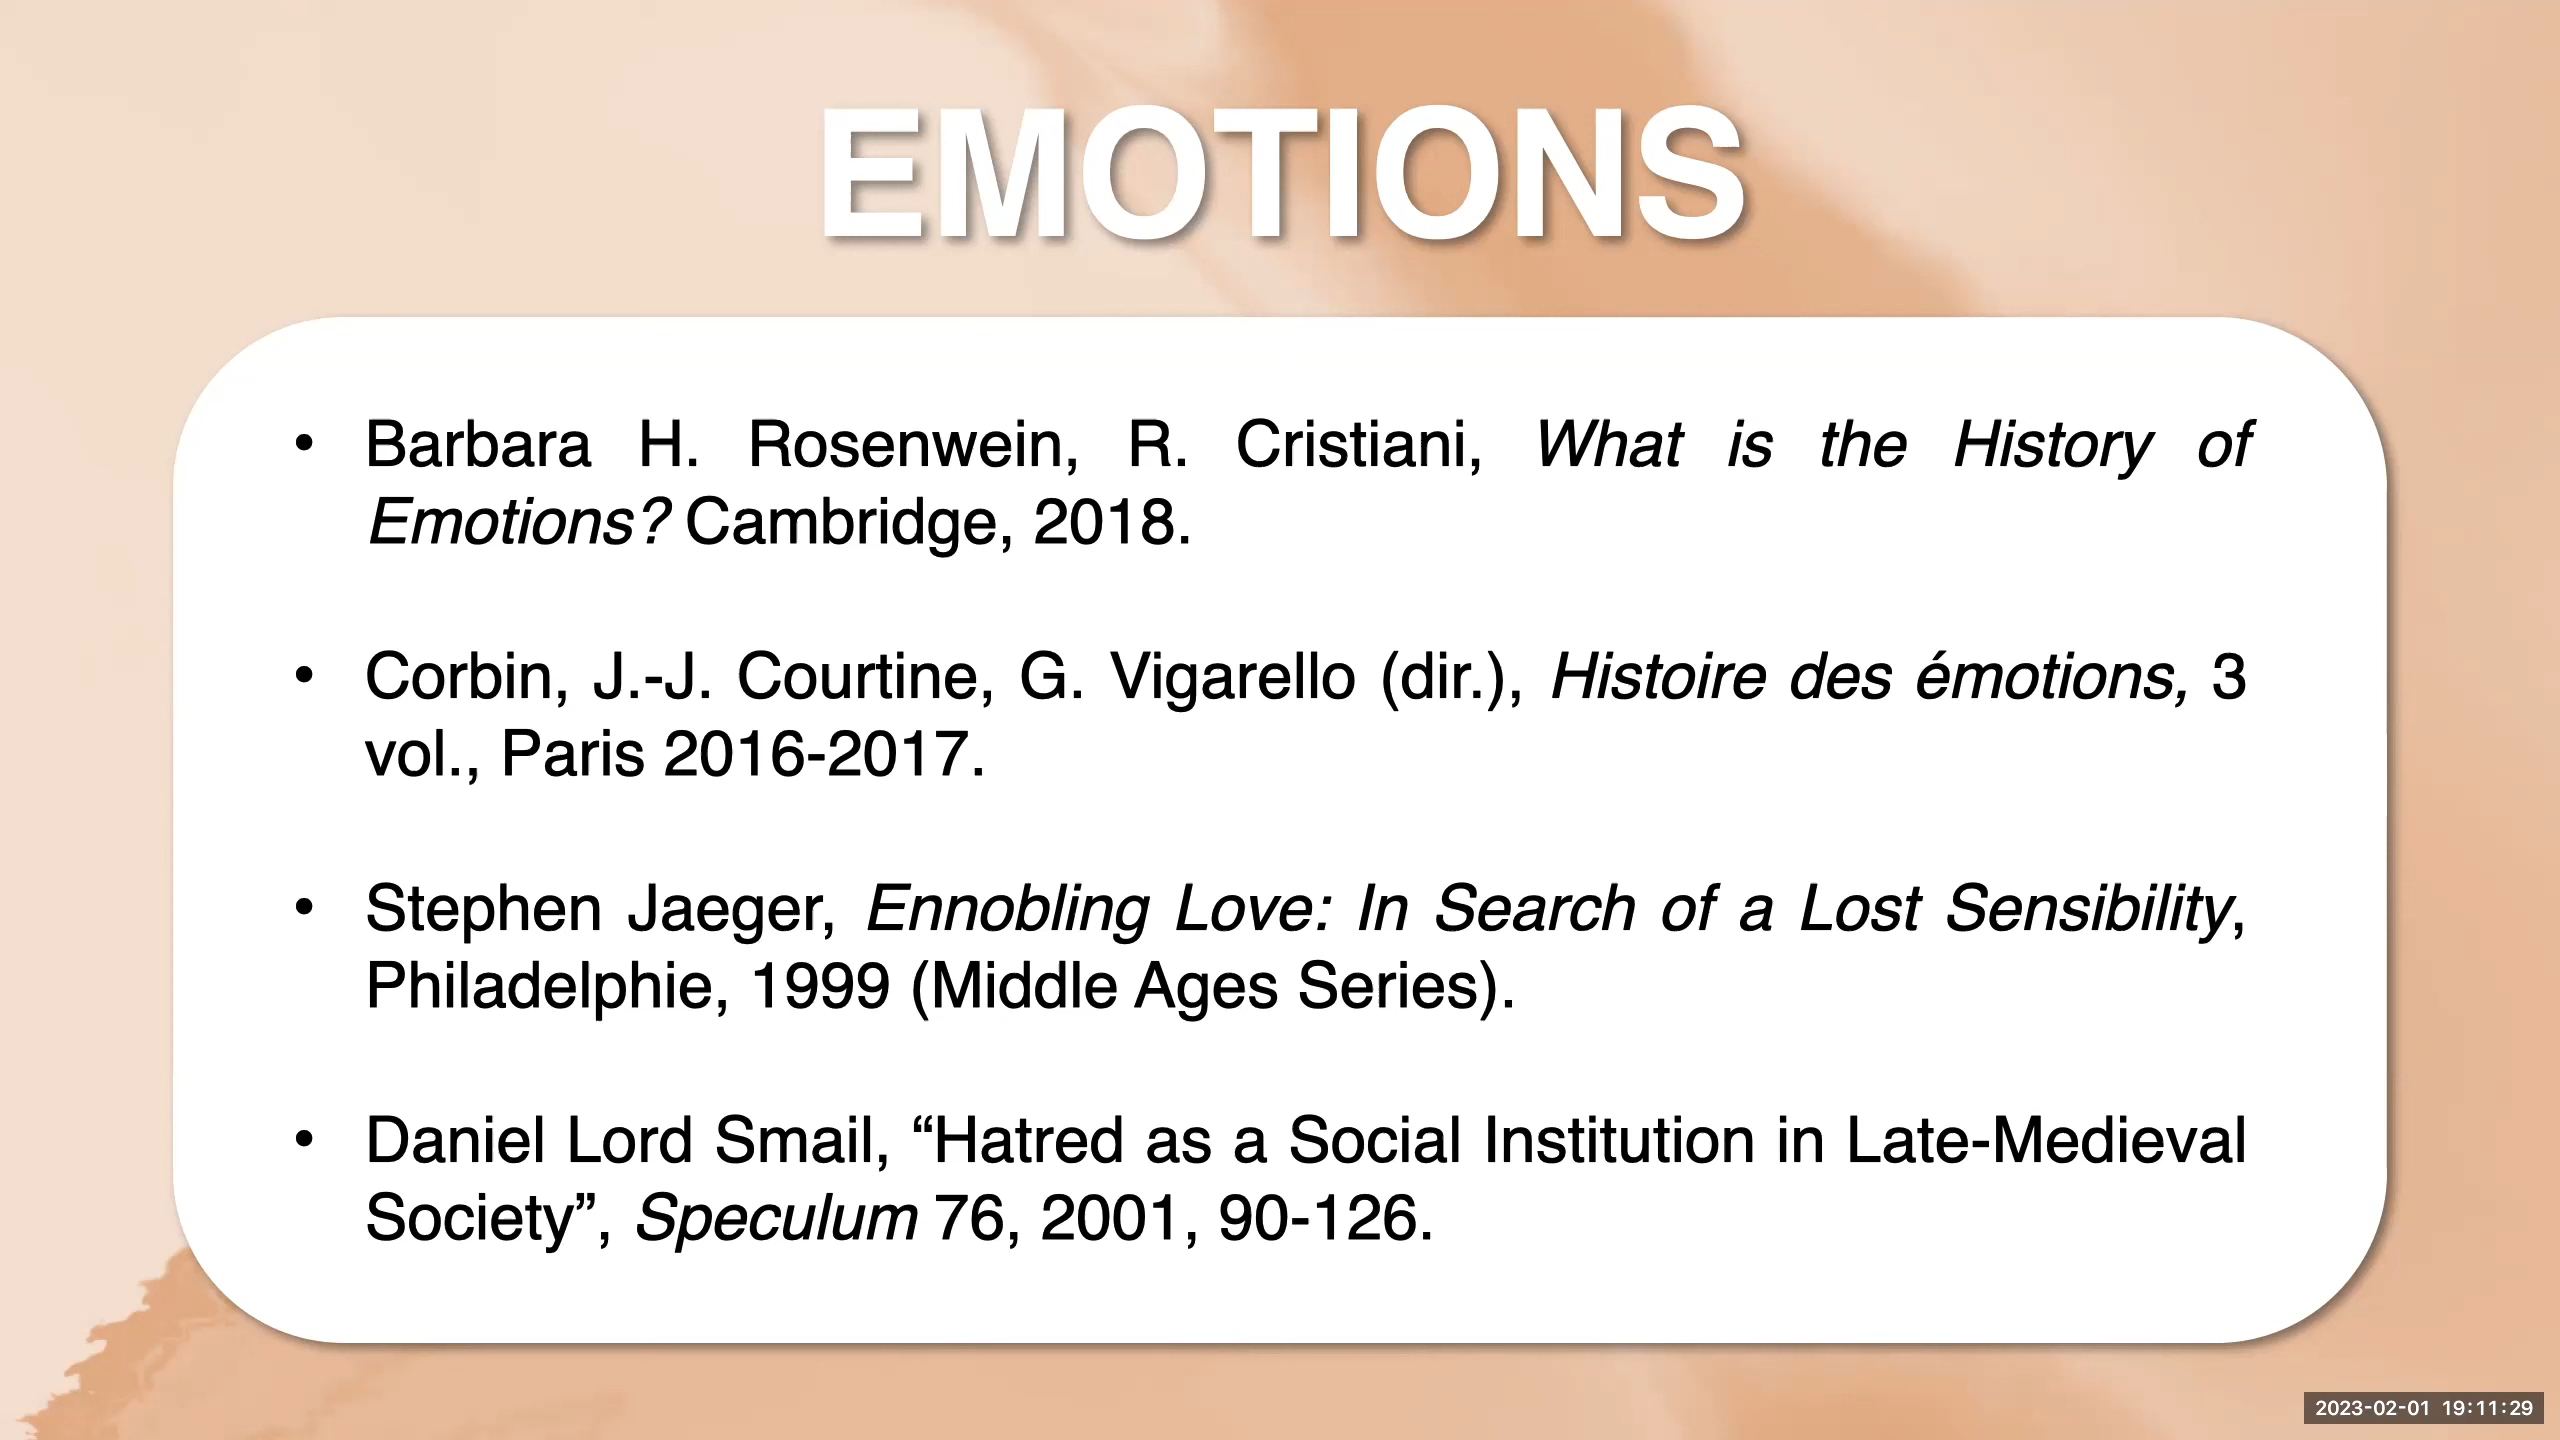 EMOTIONS
• Barbara H. Rosenwein, R. Cristiani, What is the History of
Emotions? Cambridge, 2018.
• Corbin, J.-J. Courtine, G. Vigarello (dir.), Histoire des émotions, 3
vol., Paris 2016-2017.
• Stephen Jaeger, Ennobling Love: In Search of a Lost Sensibility,
Philadelphie, 1999 (Middle Ages Series).
• Daniel Lord Smail, “Hatred as a Social Institution in Late-Medieval
Society”, Speculum 76, 2001, 90-126.
2023-02-01 19:11:29